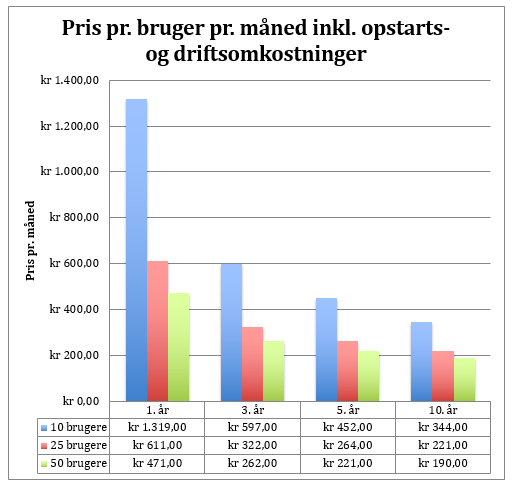 Pris pr. bruger pr. måned inkl. opstarts-
og driftsomkostninger
kr 1.400,00
kr 1.200,00
kr 1.000,00
kr 800,00
kr 600,00
kr 400,00
kr 200,00
kr 0,00
Pris pr. måned
1. år 3. år 5. år 10. år
10 brugere kr 1.319,00 kr 597,00 kr 452,00 kr 344,00
25 brugere kr 611,00 kr 322,00 kr 264,00 kr 221,00
50 brugere kr 471,00 kr 262,00 kr 221,00 kr 190,00